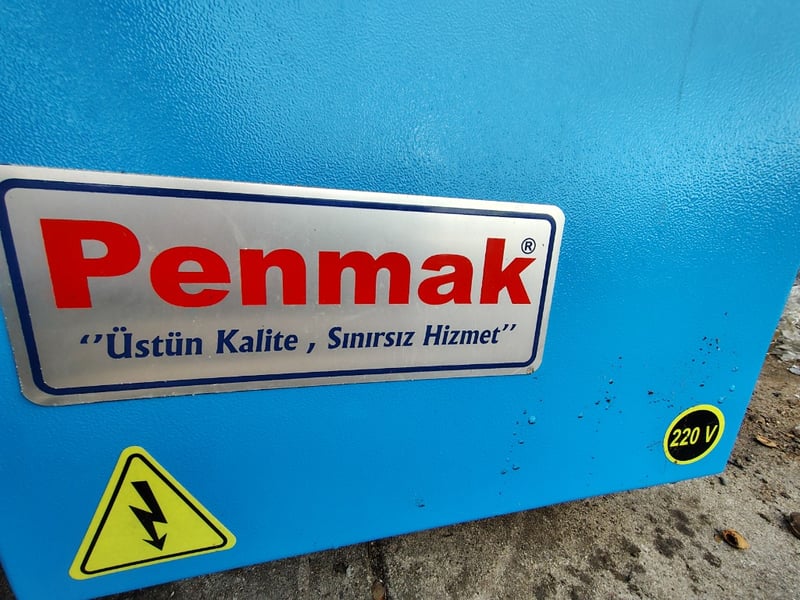 Penmak®
‘’Üstün Kalite , Sınırsız Hizmet’’
220 V